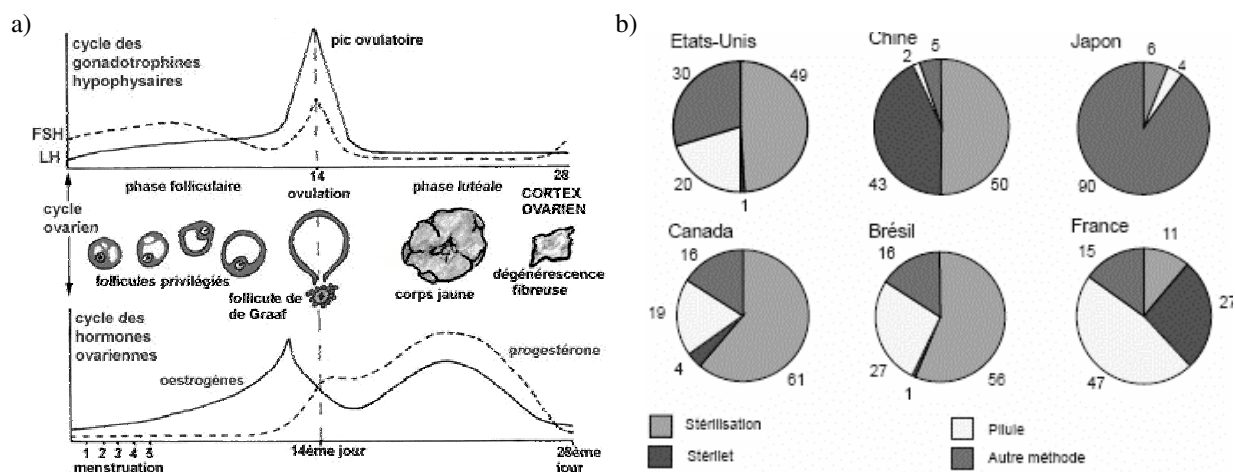 a)
cycle des
gonadotrophines
hypophysaires
pic ovulatoire
FSH
LH
14
28
phase folliculaire
ovulation
phase lutéale
CORTEX
OVARIEN
cycle
ovarien
follicules privilégiés
follicule de
de Graaf
corps jaune
dégénérescence
fibreuse
cycle des
hormones
ovariennes
oestrogènes
progestérone
1 2 3 4 5
menstruation
14ème jour
28ème
jour
b)
Etats-Unis
30
49
20
1
Chine
2
5
43
50
Japon
6
4
90
Canada
16
19
4
61
Brésil
16
27
1
56
France
15
11
27
47
Stérilisation
Stérilet
Pilule
Autre méthode